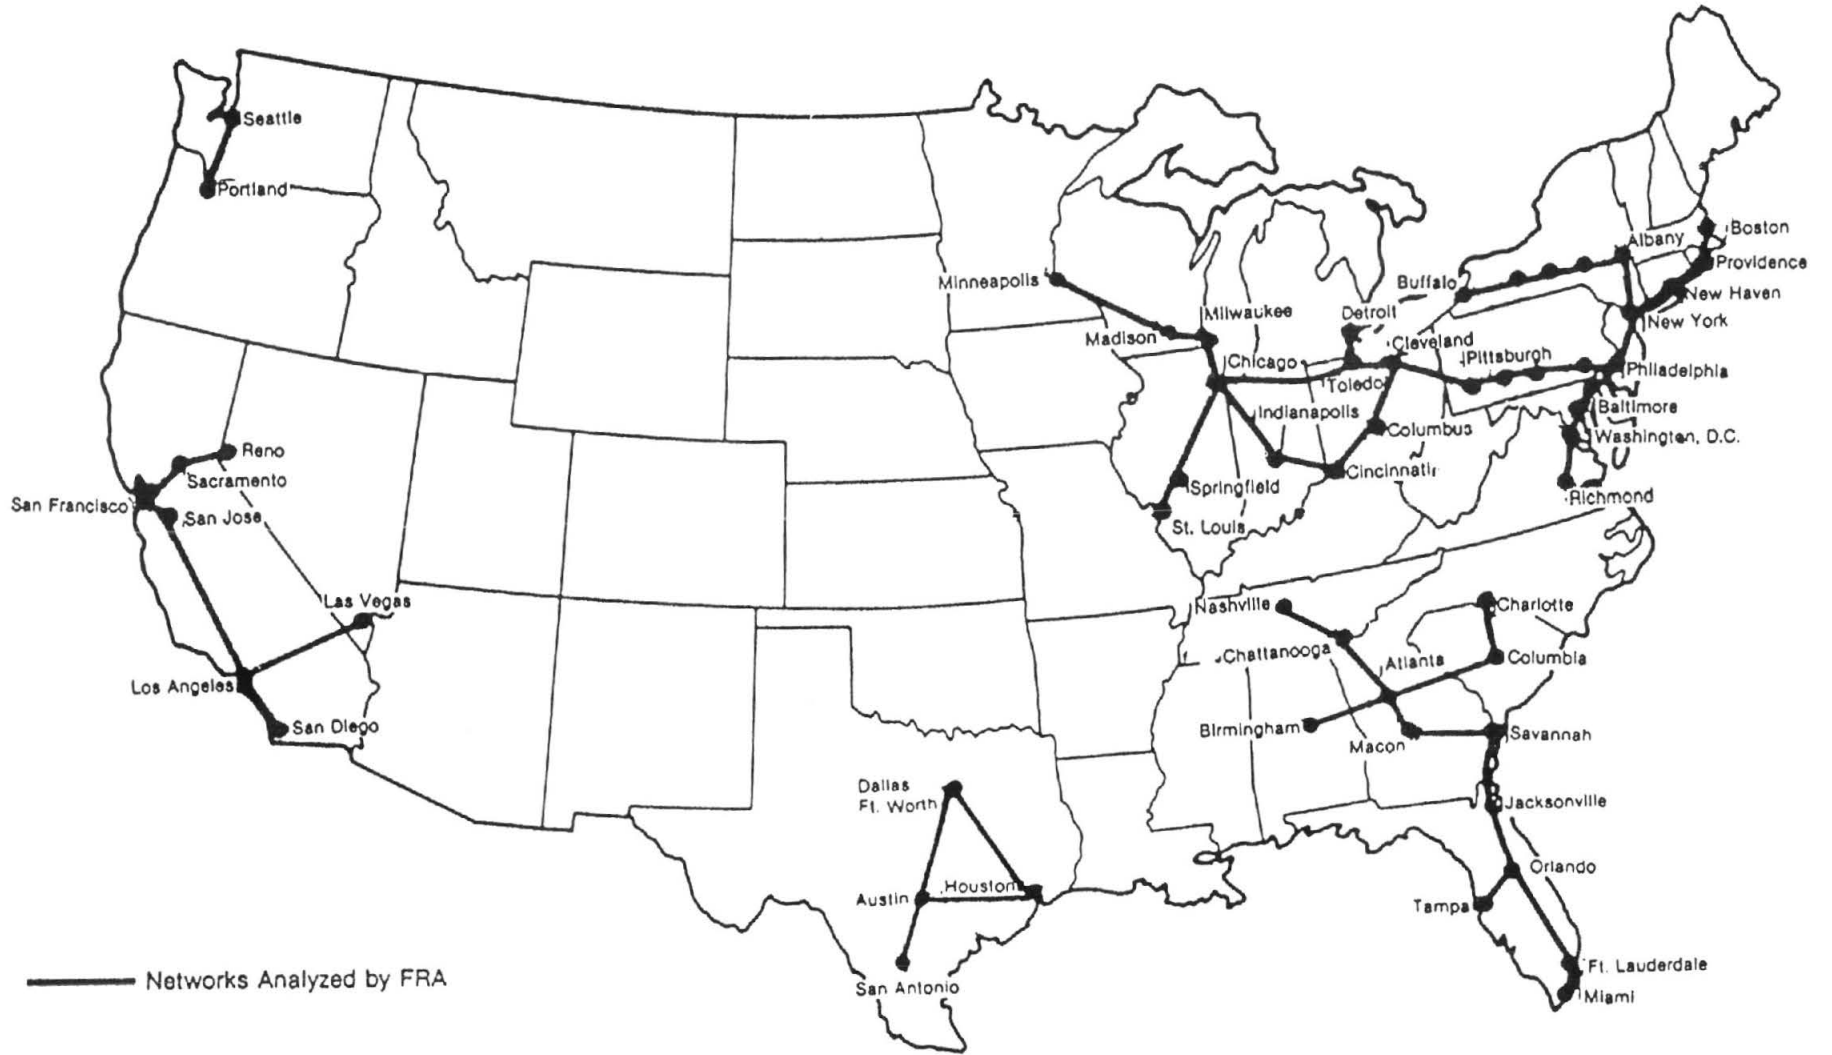 Seattle
Portland
Boston
Albany
Providence
Minneapolis
Buffalo
New Haven
Milwaukee
Detroit
New York
Madison
Cleveland
Chicago
Pittsburgh
Toledo
Philadelphia
Indianapolis
Baltimore
Columbus
Washington, D.C.
Reno
Sacramento
Cincinnati
Springfield
Richmond
San Francisco
San Jose
St. Louis
Las Vegas
Nashville
Charlotte
Chattanooga
Atlanta
Columbia
Los Angeles
San Diego
Birmingham
Macon
Savannah
Dallas
Ft. Worth
Jacksonville
Orlando
Houston
Austin
Tampa
Ft. Lauderdale
Networks Analyzed by FRA
San Antonio
Miami